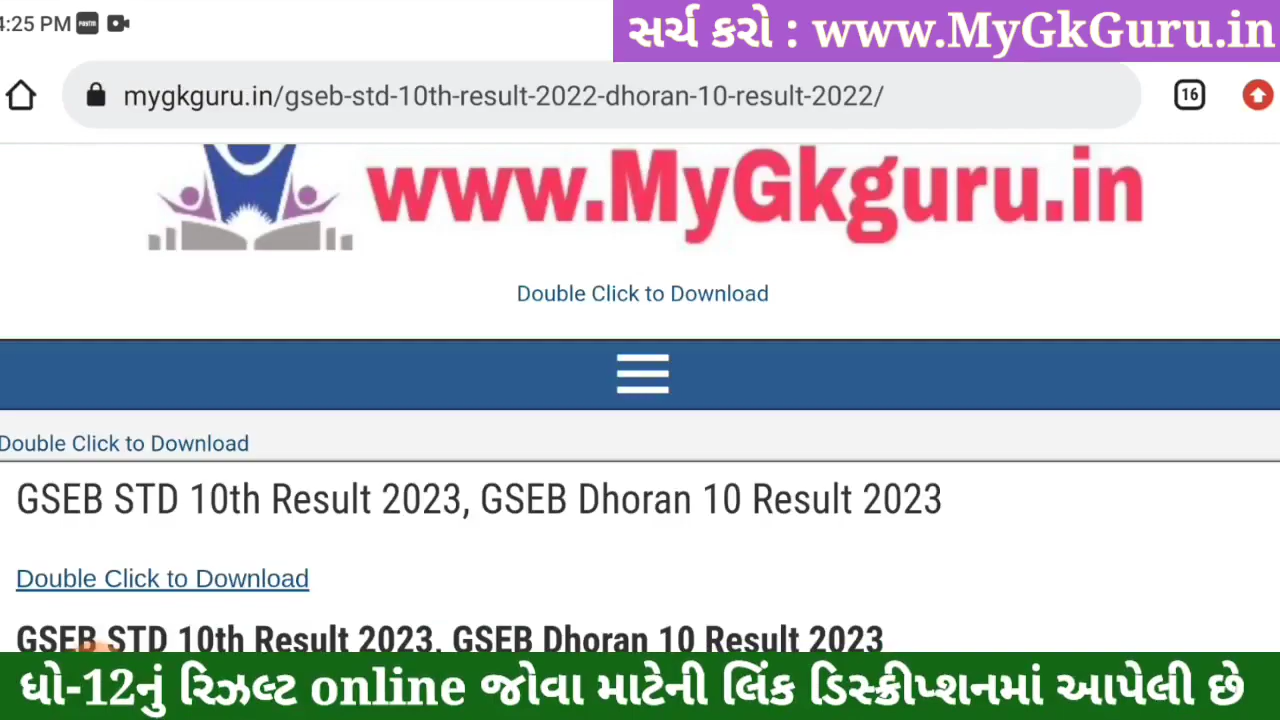 4:25 PM paytm
સર્ચ કરો : www.MyGkGuru.in
mygkguru.in/gseb-std-10th-result-2022-dhoran-10-result-2022/
16
www.MyGkguru.in
Double Click to Download
Double Click to Download
GSEB STD 10th Result 2023, GSEB Dhoran 10 Result 2023
Double Click to Download
GSEB STD 10th Result 2023, GSEB Dhoran 10 Result 2023
ધો-12નું રિઝલ્ટ online જોવા માટેની લિંક ડિસ્ક્રીપ્શનમાં આપેલી છે